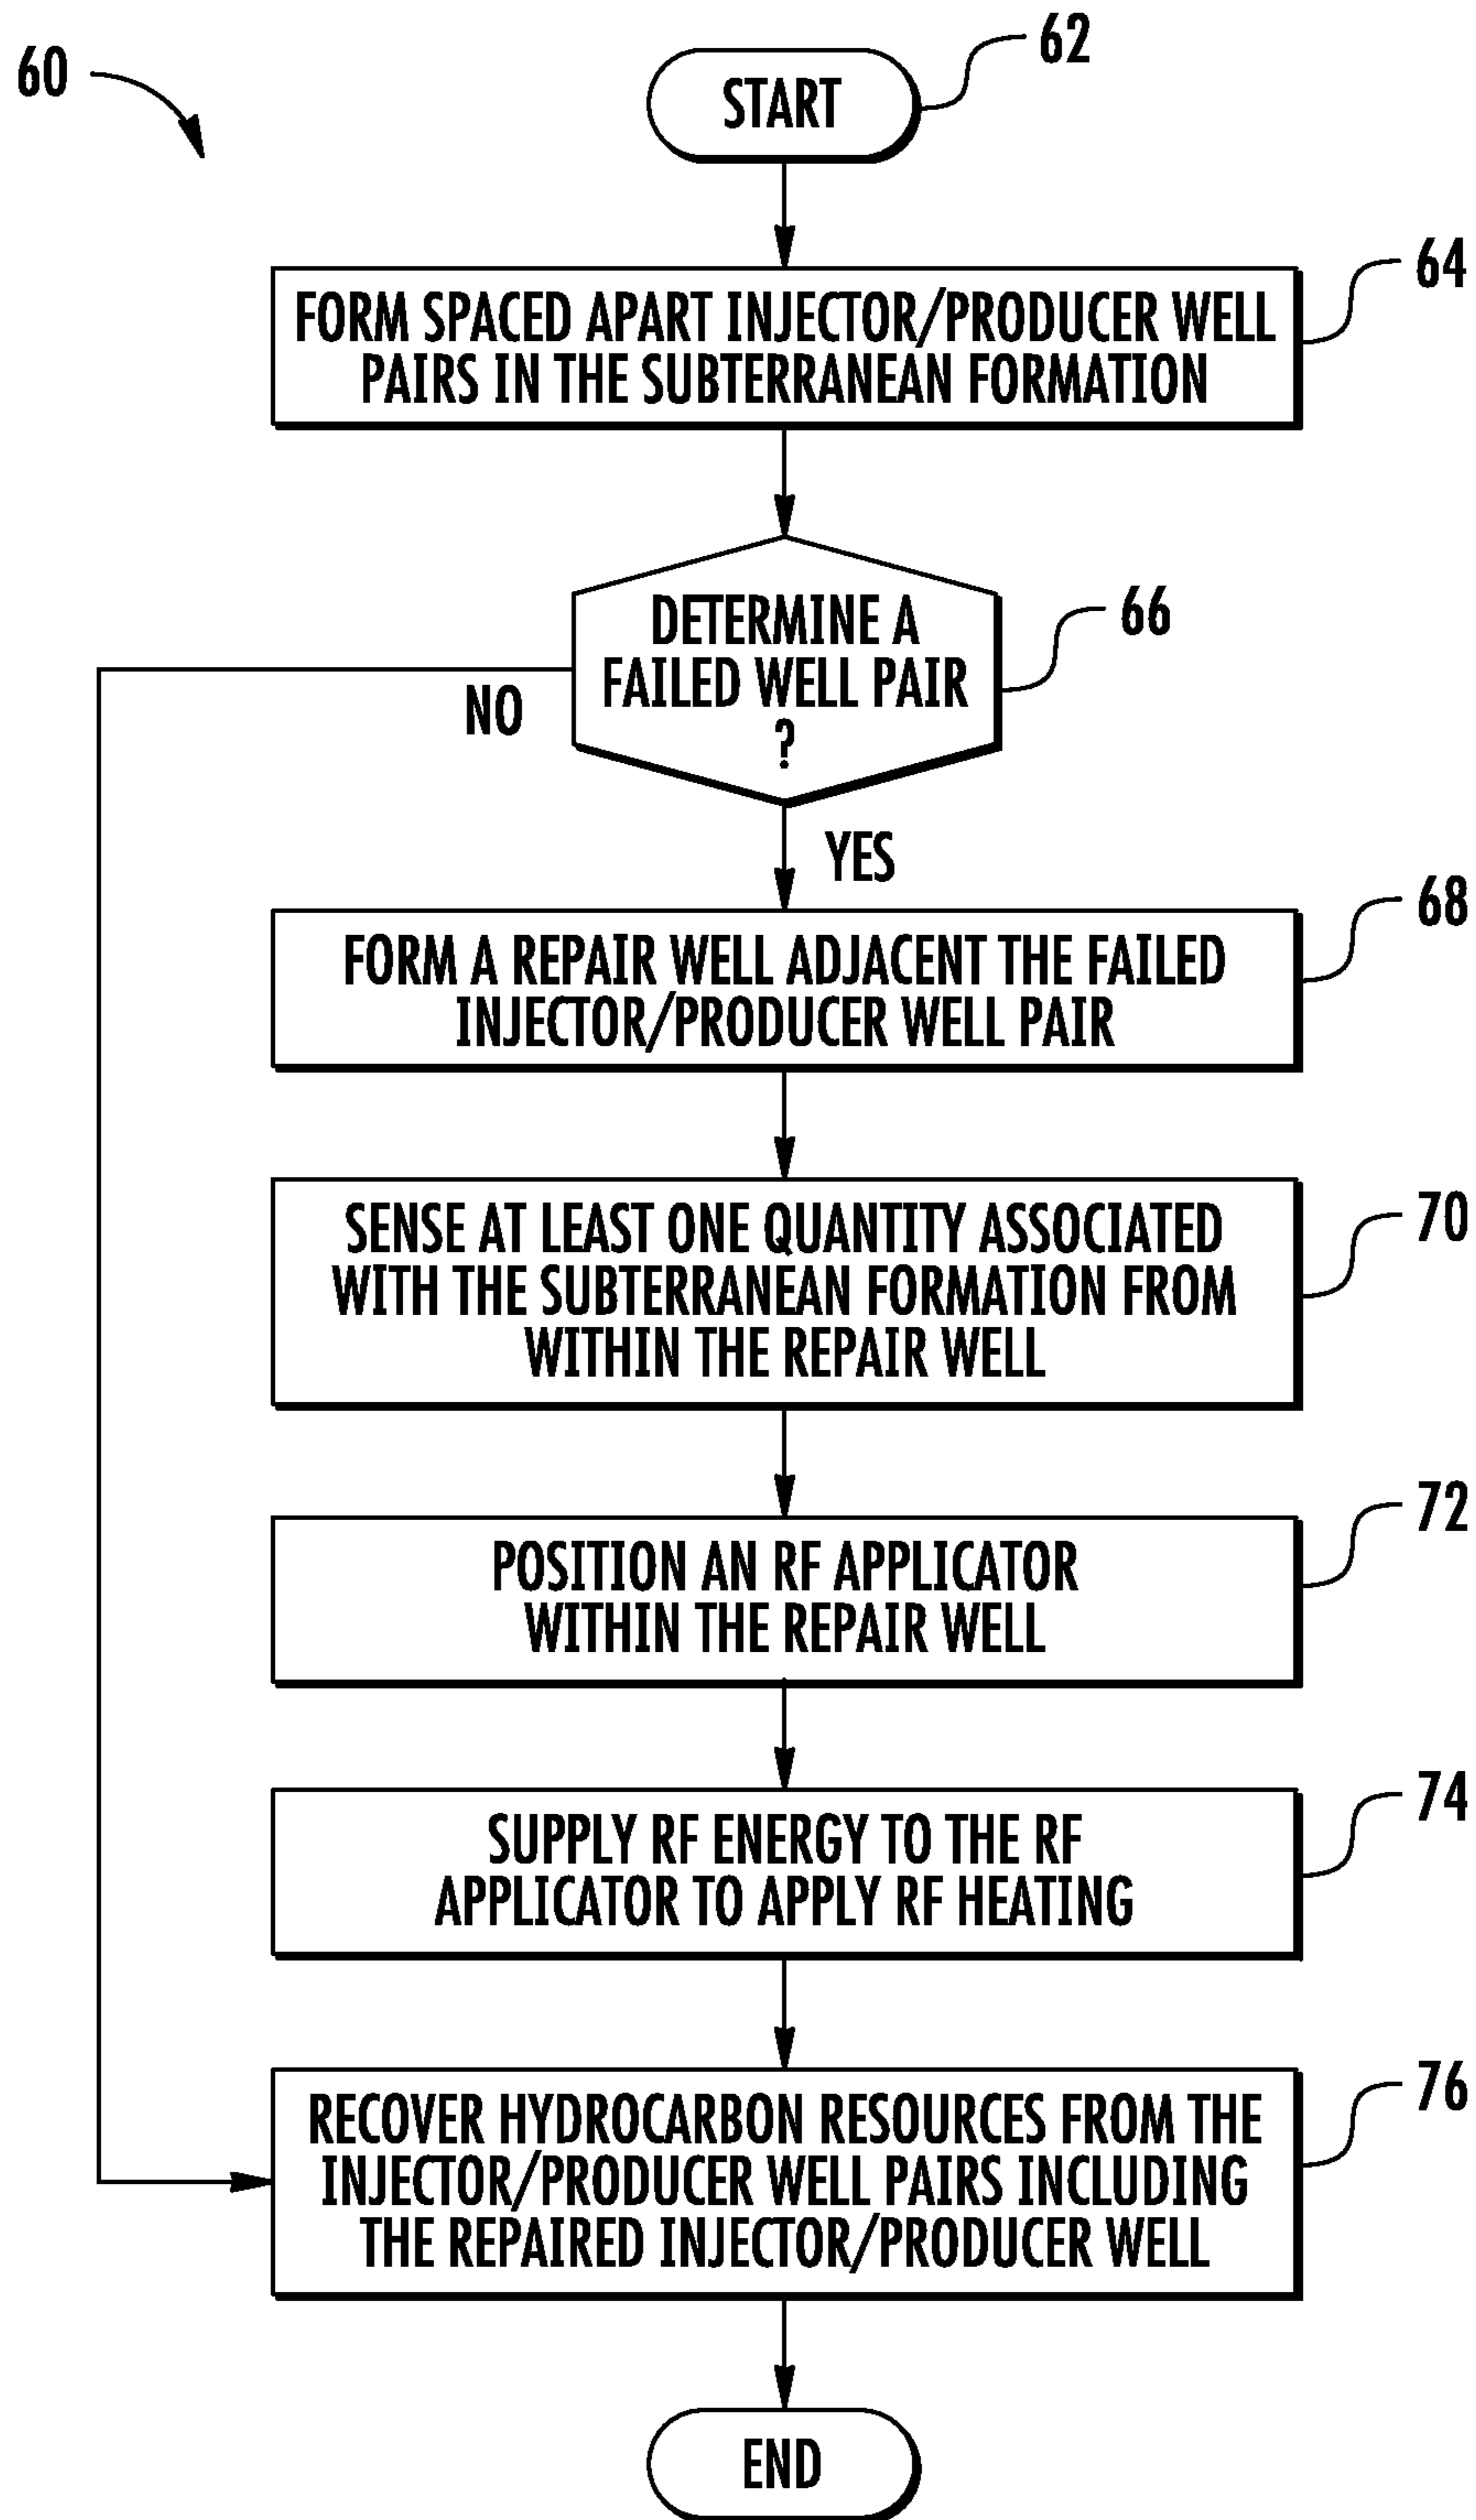 60
START
62
FORM SPACED APART INJECTOR/PRODUCER WELL
PAIRS IN THE SUBTERRANEAN FORMATION
64
DETERMINE A
FAILED WELL PAIR
?
66
NO
YES
FORM A REPAIR WELL ADJACENT THE FAILED
INJECTOR/PRODUCER WELL PAIR
68
SENSE AT LEAST ONE QUANTITY ASSOCIATED
WITH THE SUBTERRANEAN FORMATION FROM
WITHIN THE REPAIR WELL
70
POSITION AN RF APPLICATOR
WITHIN THE REPAIR WELL
72
SUPPLY RF ENERGY TO THE RF
APPLICATOR TO APPLY RF HEATING
74
RECOVER HYDROCARBON RESOURCES FROM THE
INJECTOR/PRODUCER WELL PAIRS INCLUDING
THE REPAIRED INJECTOR/PRODUCER WELL
76
END